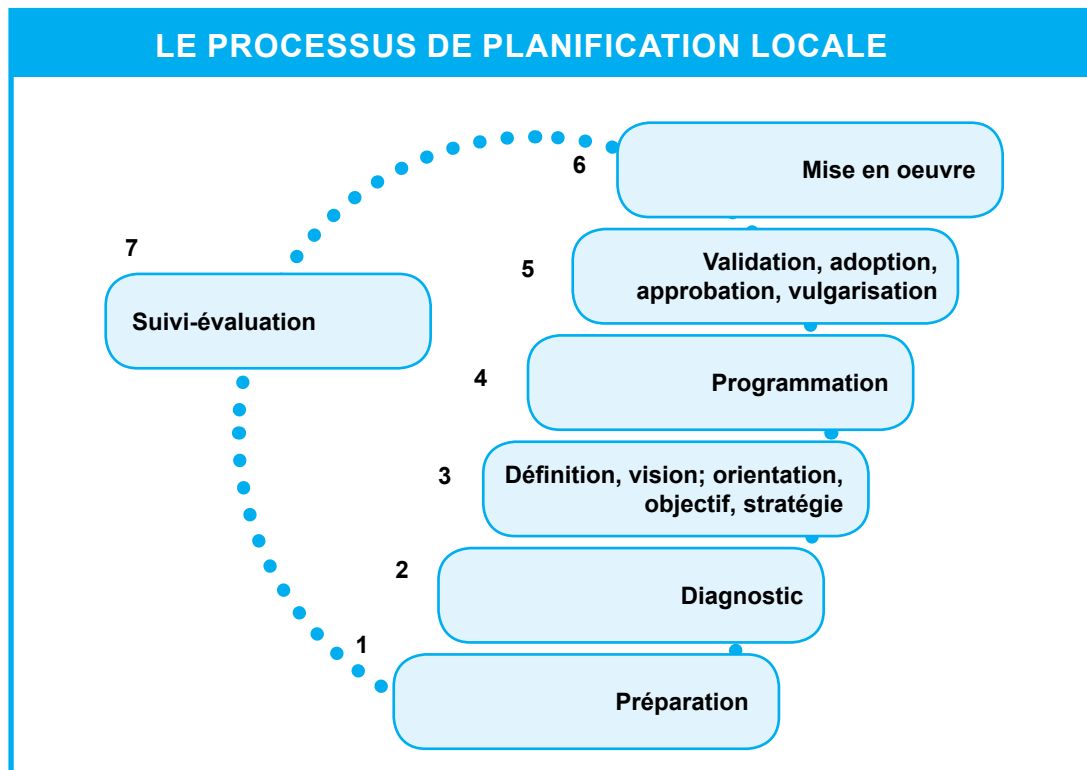 LE PROCESSUS DE PLANIFICATION LOCALE
6
Mise en oeuvre
7
Suivi-évaluation
5
Validation, adoption,
approbation, vulgarisation
4
Programmation
3
Définition, vision; orientation,
objectif, stratégie
2
Diagnostic
1
Préparation